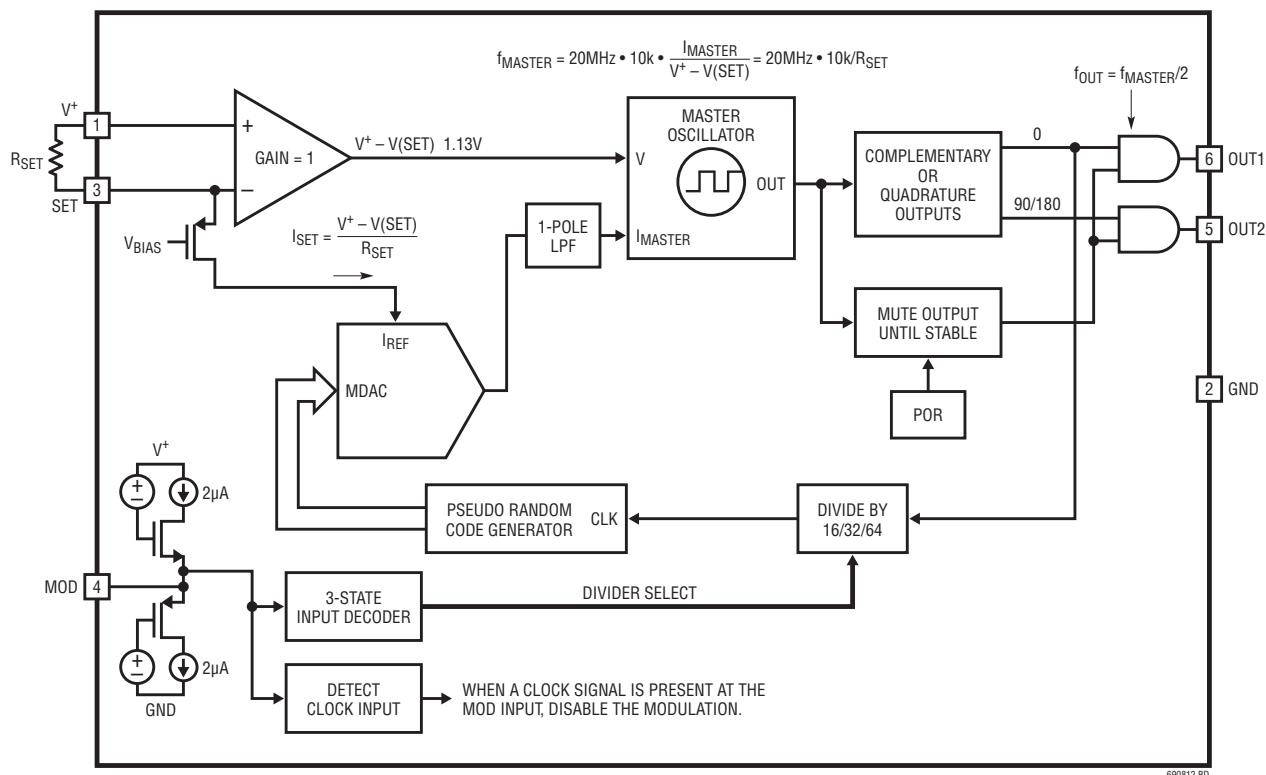 fMASTER = 20MHz • 10k • IMASTER / V+ – V(SET) = 20MHz • 10k/RSET
fOUT = fMASTER/2
V+
1
+
GAIN = 1
–
RSET
3
SET
V+ – V(SET) 1.13V
MASTER
OSCILLATOR
V
OUT
IMASTER
COMPLEMENTARY
OR
QUADRATURE
OUTPUTS
0
90/180
6 OUT1
5 OUT2
VBIAS
ISET = V+ – V(SET) / RSET
1-POLE
LPF
IREF
MDAC
MUTE OUTPUT
UNTIL STABLE
POR
2 GND
V+
+
–
2µA
PSEUDO RANDOM
CODE GENERATOR
CLK
DIVIDE BY
16/32/64
MOD 4
3-STATE
INPUT DECODER
DIVIDER SELECT
+
–
2µA
GND
DETECT
CLOCK INPUT
WHEN A CLOCK SIGNAL IS PRESENT AT THE
MOD INPUT, DISABLE THE MODULATION.
690812 BD